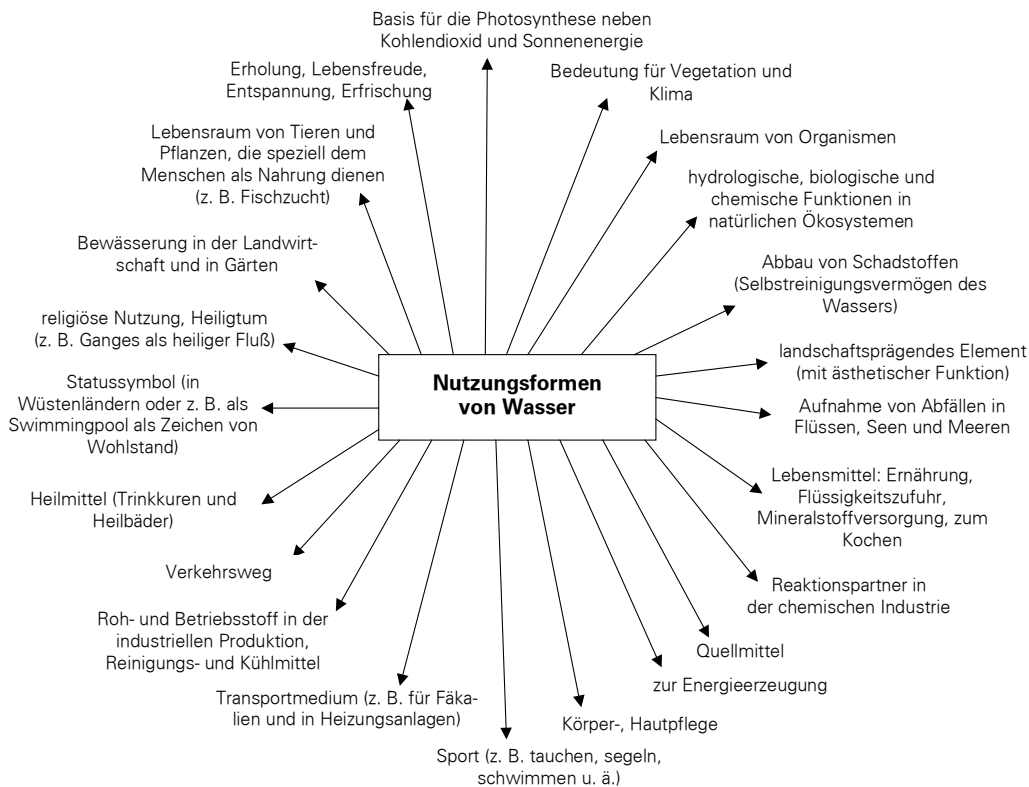 Basis für die Photosynthese neben
Kohlendioxid und Sonnenenergie
Erholung, Lebensfreude,
Entspannung, Erfrischung
Bedeutung für Vegetation und
Klima
Lebensraum von Tieren und
Pflanzen, die speziell dem
Menschen als Nahrung dienen
(z. B. Fischzucht)
Lebensraum von Organismen
hydrologische, biologische und
chemische Funktionen in
natürlichen Ökosystemen
Bewässerung in der Landwirt-
schaft und in Gärten
Abbau von Schadstoffen
(Selbstreinigungsvermögen des
Wassers)
religiöse Nutzung, Heiligtum
(z. B. Ganges als heiliger Fluß)
landschaftsprägendes Element
(mit ästhetischer Funktion)
Nutzungsformen
von Wasser
Statussymbol (in
Wüstenländern oder z. B. als
Swimmingpool als Zeichen von
Wohlstand)
Aufnahme von Abfällen in
Flüssen, Seen und Meeren
Heilmittel (Trinkkuren und
Heilbäder)
Lebensmittel: Ernährung,
Flüssigkeitszufuhr,
Mineralstoffversorgung, zum
Kochen
Verkehrsweg
Reaktionspartner in
der chemischen Industrie
Roh- und Betriebsstoff in der
industriellen Produktion,
Reinigungs- und Kühlmittel
Quellmittel
zur Energieerzeugung
Transportmedium (z. B. für Fäka-
lien und in Heizungsanlagen)
Körper-, Hautpflege
Sport (z. B. tauchen, segeln,
schwimmen u. ä.)